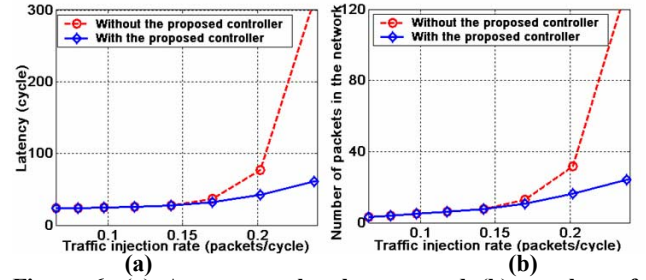 300
200
100
0
Latency (cycle)
Without the proposed controller
With the proposed controller
0.1
0.15
0.2
Traffic injection rate (packets/cycle)
(a)
120
80
40
0
Number of packets in the network
Without the proposed controller
With the proposed controller
0.1
0.15
0.2
Traffic injection rate (packets/cycle)
(b)